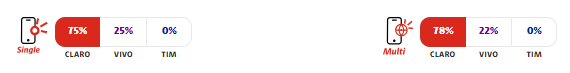 75% 25% 0%
Single
CLARO VIVO TIM
78% 22% 0%
Multi
CLARO VIVO TIM